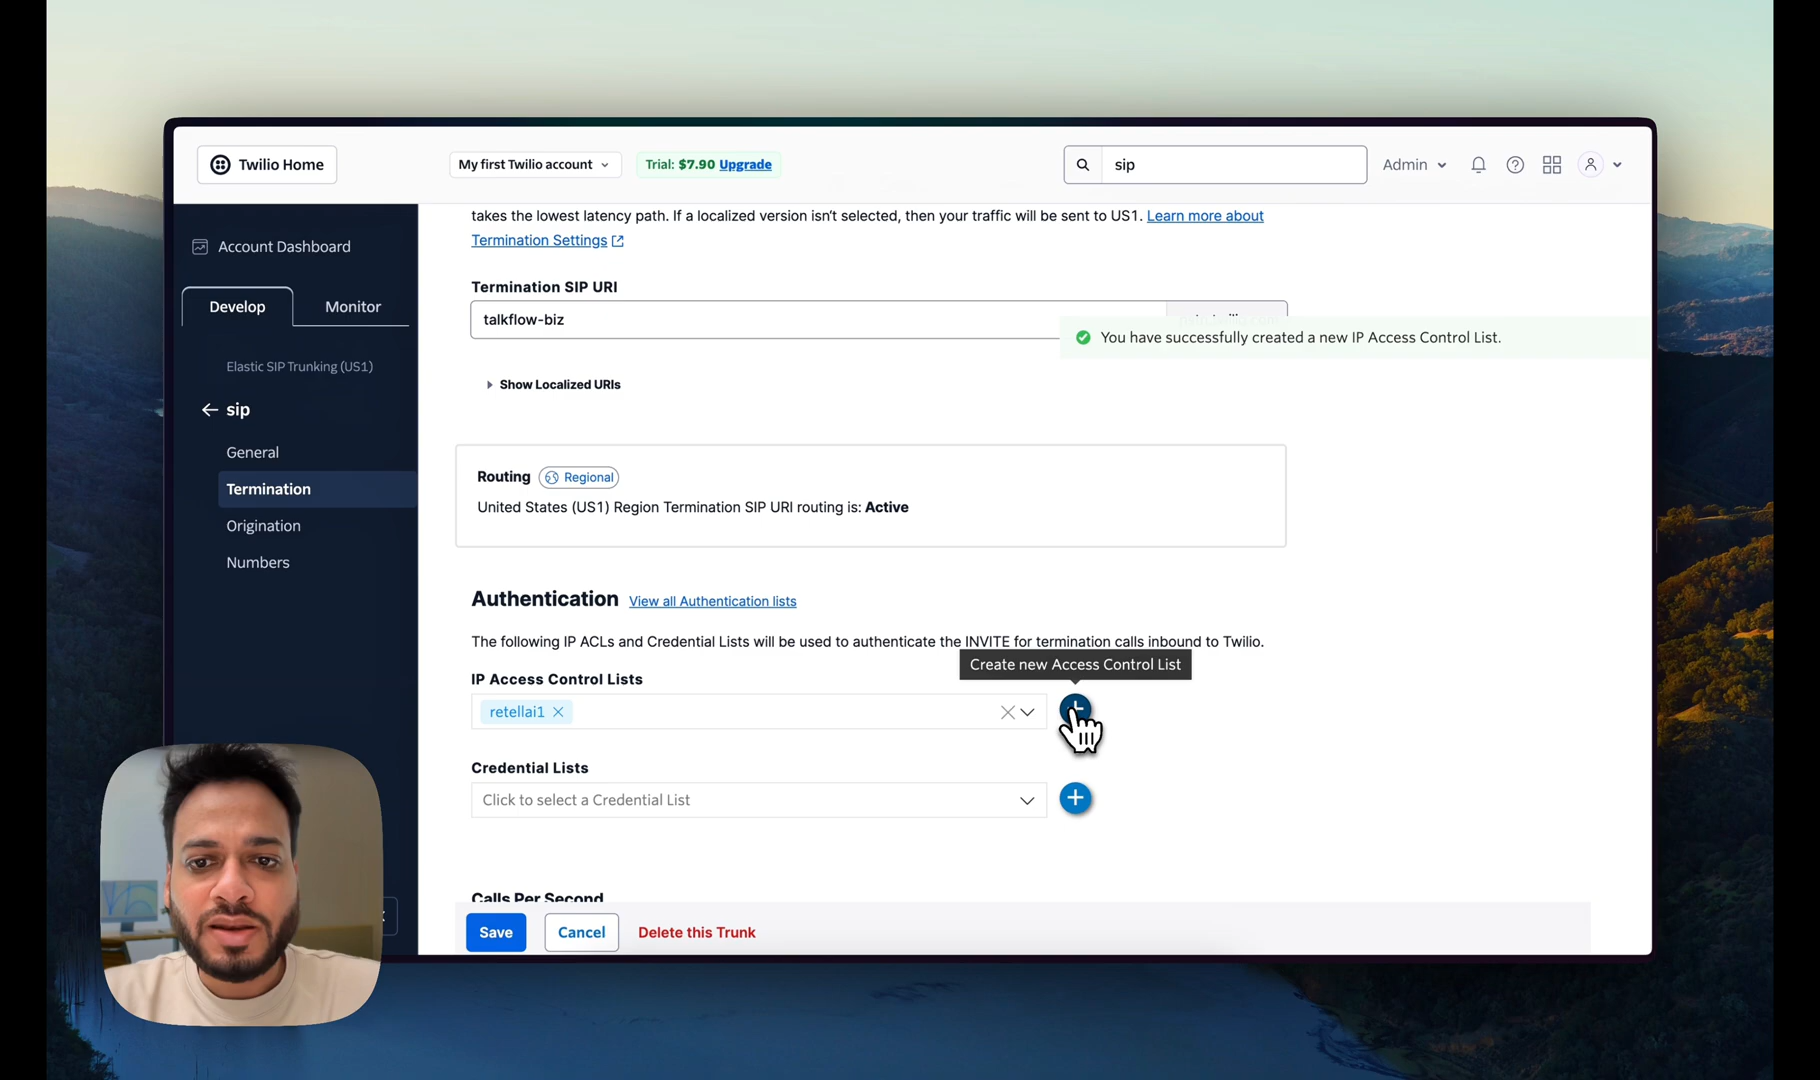 Twilio Home
My first Twilio account
Trial: $7.90 Upgrade
sip
Admin
Account Dashboard
Develop
Monitor
Elastic SIP Trunking (US1)
sip
General
Termination
Origination
Numbers
takes the lowest latency path. If a localized version isn't selected, then your traffic will be sent to US1. Learn more about
Termination Settings
Termination SIP URI
talkflow-biz
You have successfully created a new IP Access Control List.
Show Localized URIs
Routing
Regional
United States (US1) Region Termination SIP URI routing is: Active
Authentication View all Authentication lists
The following IP ACLs and Credential Lists will be used to authenticate the INVITE for termination calls inbound to Twilio.
Create new Access Control List
IP Access Control Lists
retellai1
Credential Lists
Click to select a Credential List
Calls Per Second
Save
Cancel
Delete this Trunk